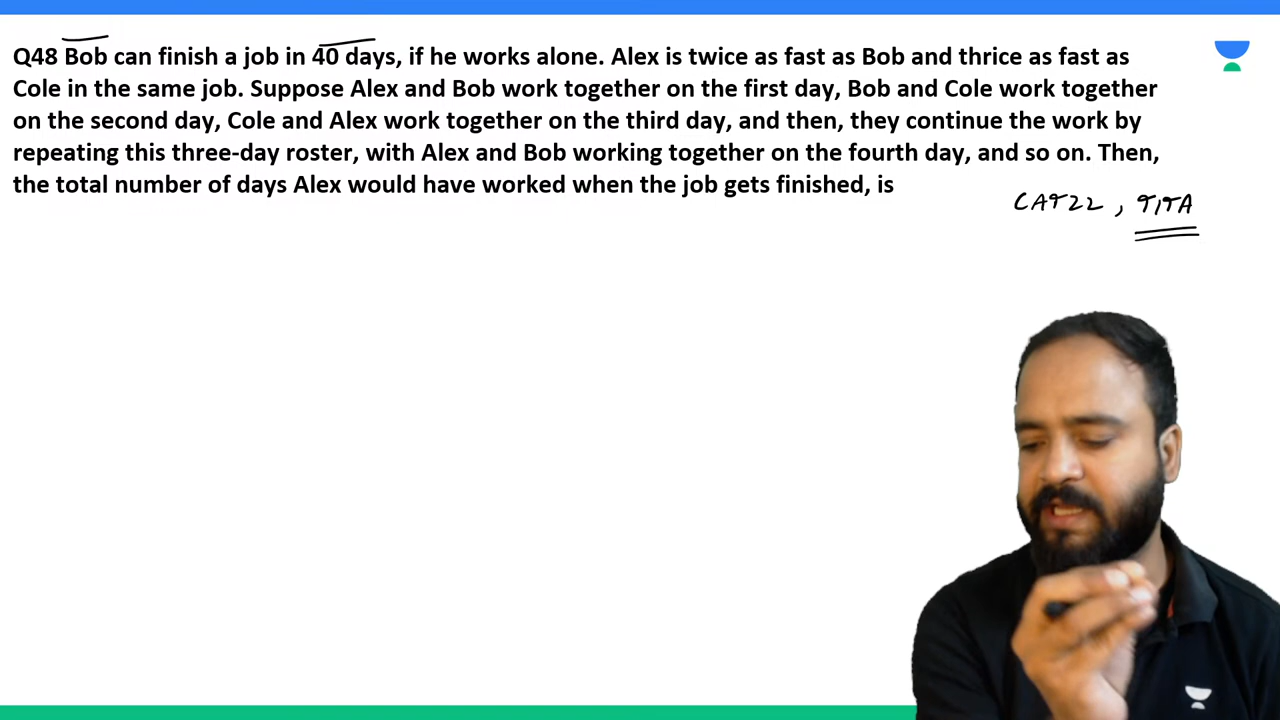 Q48 Bob can finish a job in 40 days, if he works alone. Alex is twice as fast as Bob and thrice as fast as
Cole in the same job. Suppose Alex and Bob work together on the first day, Bob and Cole work together
on the second day, Cole and Alex work together on the third day, and then, they continue the work by
repeating this three-day roster, with Alex and Bob working together on the fourth day, and so on. Then,
the total number of days Alex would have worked when the job gets finished, is
CAT22, TITA